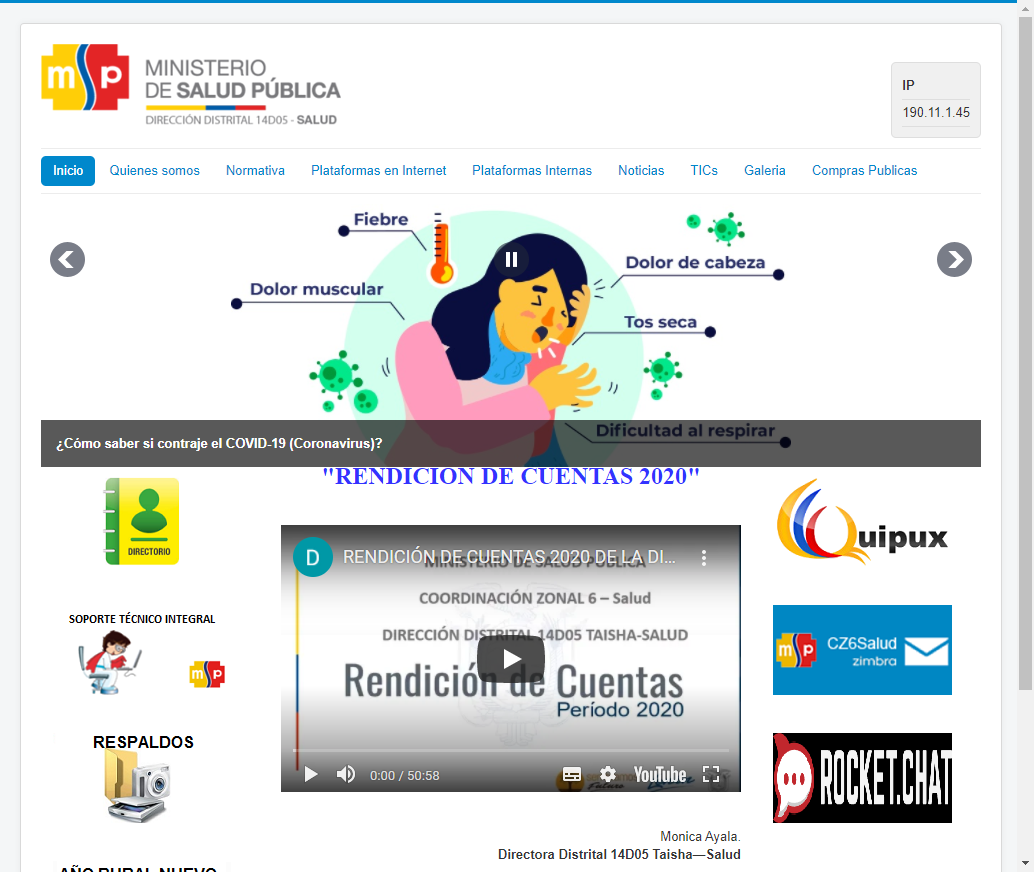 msp
MINISTERIO
DE SALUD PÚBLICA
DIRECCIÓN DISTRITAL 14D05 - SALUD
IP
190.11.1.45
Inicio
Quienes somos
Normativa
Plataformas en Internet
Plataformas Internas
Noticias
TICs
Galeria
Compras Publicas
Fiebre
Dolor de cabeza
Dolor muscular
Tos seca
Dificultad al respirar
¿Cómo saber si contraje el COVID-19 (Coronavirus)?
"RENDICION DE CUENTAS 2020"
DIRECTORIO
SOPORTE TÉCNICO INTEGRAL
msp
RESPALDOS
AÑO RURAL NUEVO
D
RENDICIÓN DE CUENTAS 2020 DE LA DI...
MINISTERIO DE SALUD PÚBLICA
COORDINACIÓN ZONAL 6 – Salud
DIRECCIÓN DISTRITAL 14D05 TAISHA-SALUD
Rendición de Cuentas
Período 2020
0:00 / 50:58
YouTube
Monica Ayala.
Directora Distrital 14D05 Taisha—Salud
Quipux
msp
CZ6Salud
zimbra
ROCKET.CHAT